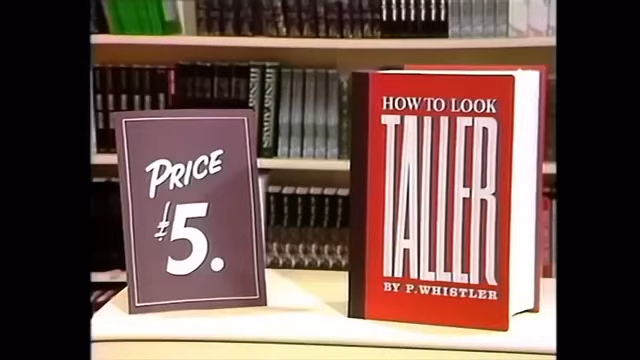 PRICE
£5.
HOW TO LOOK
TALLER
BY P. WHISTLER